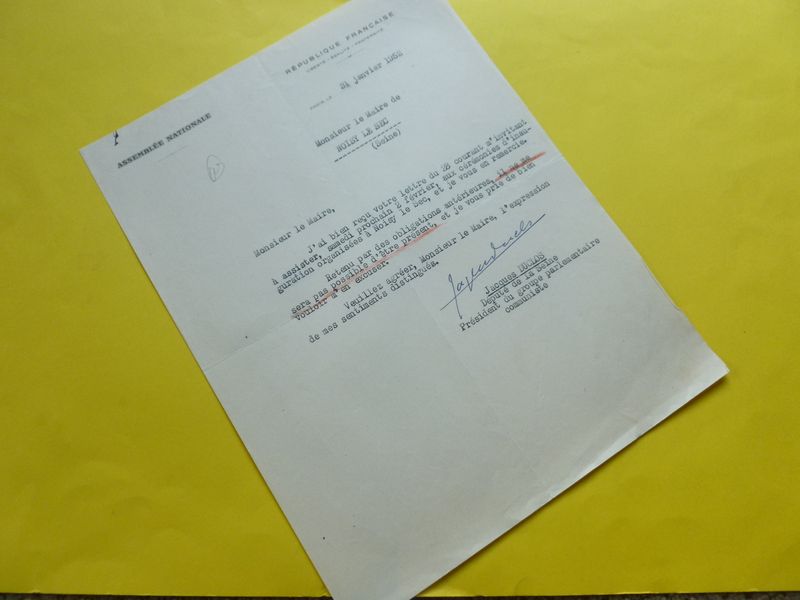 RÉPUBLIQUE FRANÇAISE
LIBERTÉ - ÉGALITÉ - FRATERNITÉ
ASSEMBLÉE NATIONALE
PARIS, LE 31 janvier 1952
Monsieur le Maire de
NOISY LE SEC
(Seine)
Monsieur le Maire,
J'ai bien reçu votre lettre du 25 courant m'invitant
à assister, samedi prochain 2 février, aux cérémonies d'inau-
guration organisées à Noisy le Sec, et je vous en remercie.
Retenu par des obligations antérieures, il ne me
sera pas possible d'être présent, et je vous prie de bien
vouloir m'en excuser.
Veuillez agréer, Monsieur le Maire, l'expression
de mes sentiments distingués.
Jacques Duclos
Jacques DUCLOS
Député de la Seine
Président du groupe parlementaire
communiste